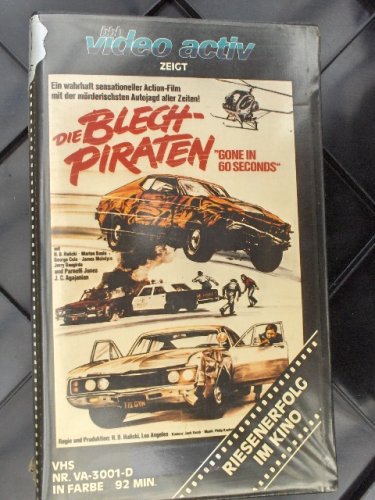 video activ
ZEIGT
Ein wahrhaft sensationeller Action-Film
mit der mörderischsten Autojagd aller Zeiten!
DIE BLECH-
PIRATEN
"GONE IN
60 SECONDS"
mit
H. B. Halicki · Marion Busia
George Cole · James McIntyre
Jerry Daugirda
und Parnelli Jones
J. C. Agajanian
Regie und Produktion: H. B. Halicki, Los Angeles
RIESENERFOLG
IM KINO
VHS
NR. VA-3001-D
IN FARBE 92 MIN.